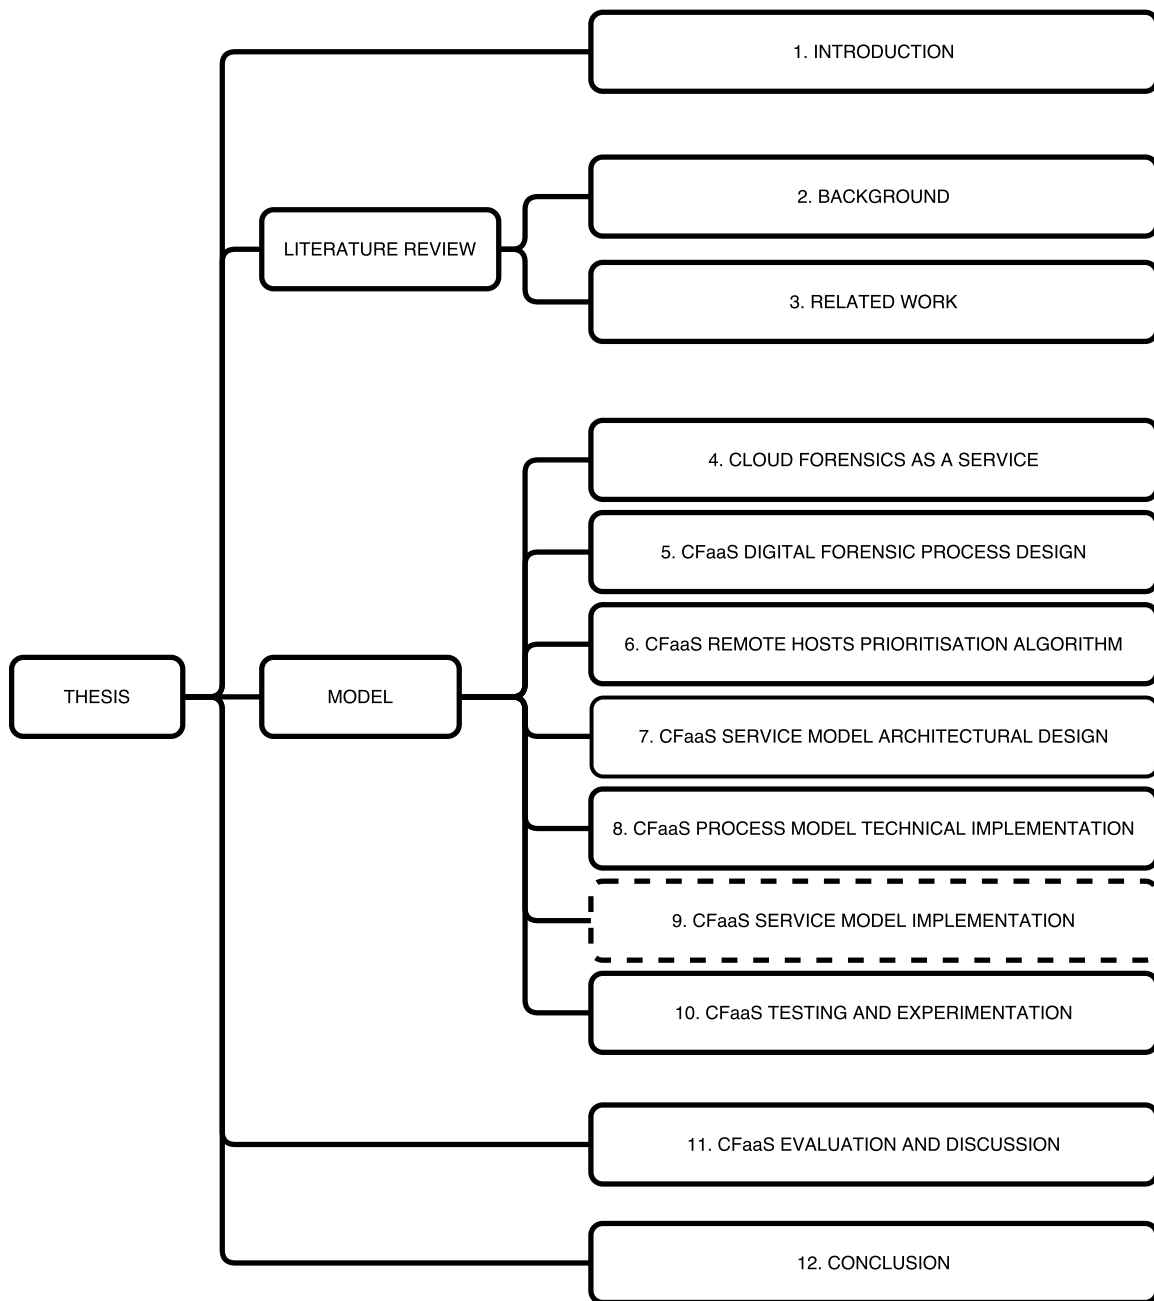 1. INTRODUCTION
LITERATURE REVIEW
2. BACKGROUND
3. RELATED WORK
THESIS
MODEL
4. CLOUD FORENSICS AS A SERVICE
5. CFaaS DIGITAL FORENSIC PROCESS DESIGN
6. CFaaS REMOTE HOSTS PRIORITISATION ALGORITHM
7. CFaaS SERVICE MODEL ARCHITECTURAL DESIGN
8. CFaaS PROCESS MODEL TECHNICAL IMPLEMENTATION
9. CFaaS SERVICE MODEL IMPLEMENTATION
10. CFaaS TESTING AND EXPERIMENTATION
11. CFaaS EVALUATION AND DISCUSSION
12. CONCLUSION